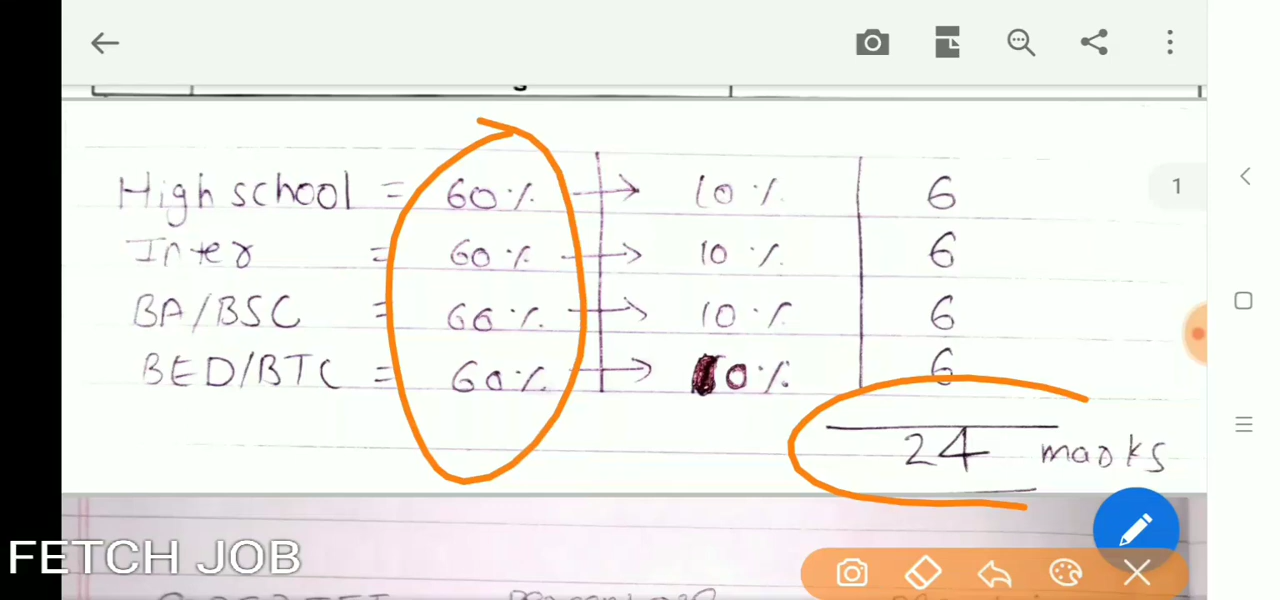 1
High school = 60% → 10% 6
Inter = 60% → 10% 6
BA/BSC = 60% → 10% 6
BED/BTC = 60% → 10% 6
24 marks
FETCH JOB